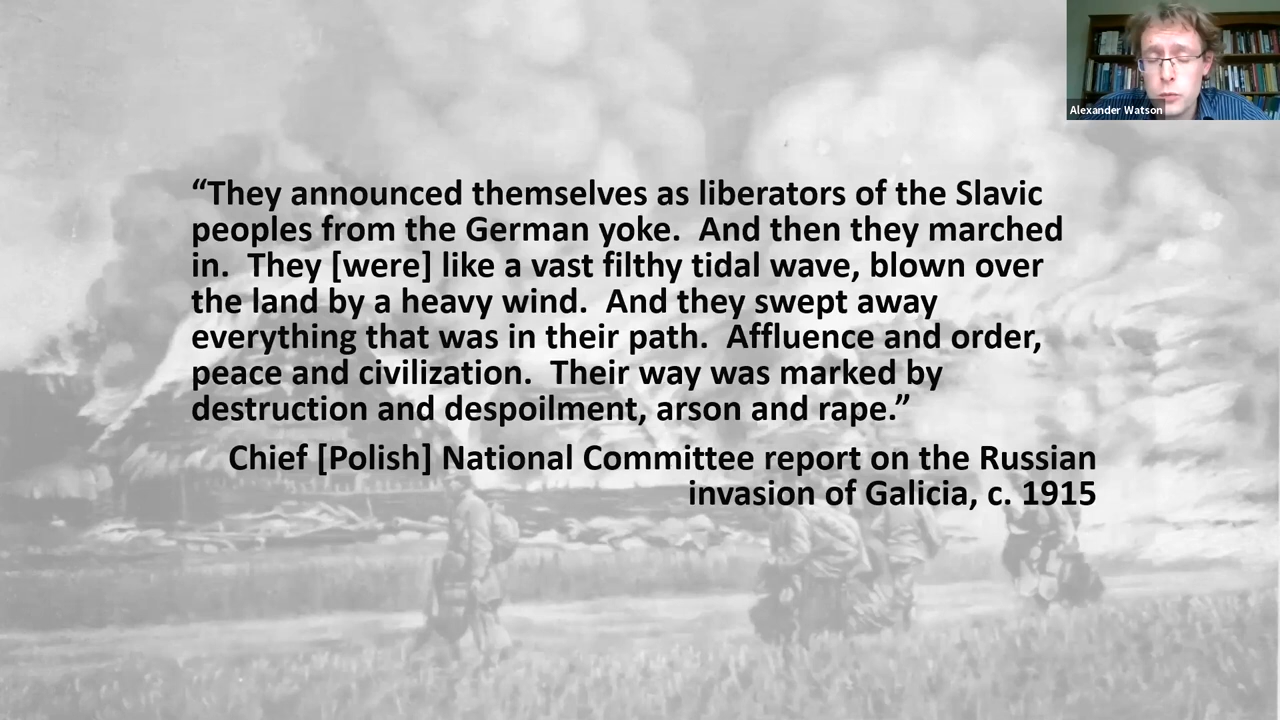 Alexander Watson
“They announced themselves as liberators of the Slavic
peoples from the German yoke.  And then they marched
in.  They [were] like a vast filthy tidal wave, blown over
the land by a heavy wind.  And they swept away
everything that was in their path.  Affluence and order,
peace and civilization.  Their way was marked by
destruction and despoilment, arson and rape.”
Chief [Polish] National Committee report on the Russian
invasion of Galicia, c. 1915